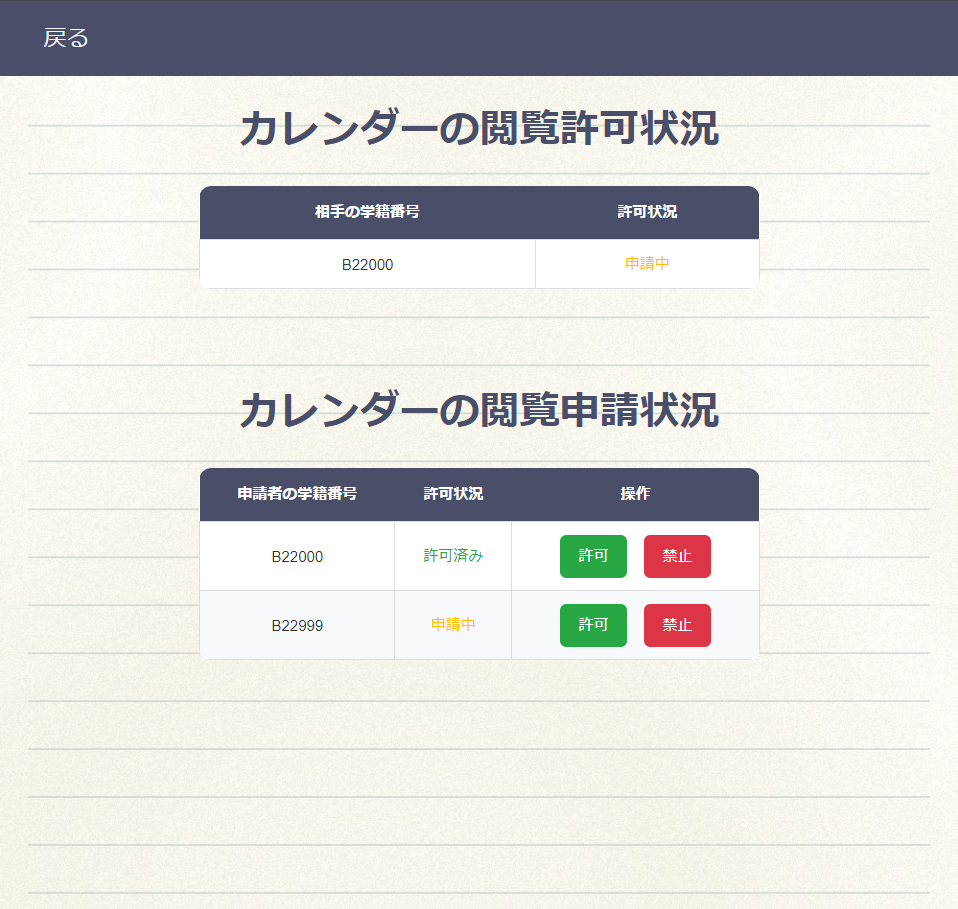 戻る
カレンダーの閲覧許可状況
相手の学籍番号 許可状況
B22000 申請中
カレンダーの閲覧申請状況
申請者の学籍番号 許可状況 操作
B22000 許可済み 許可 禁止
B22999 申請中 許可 禁止